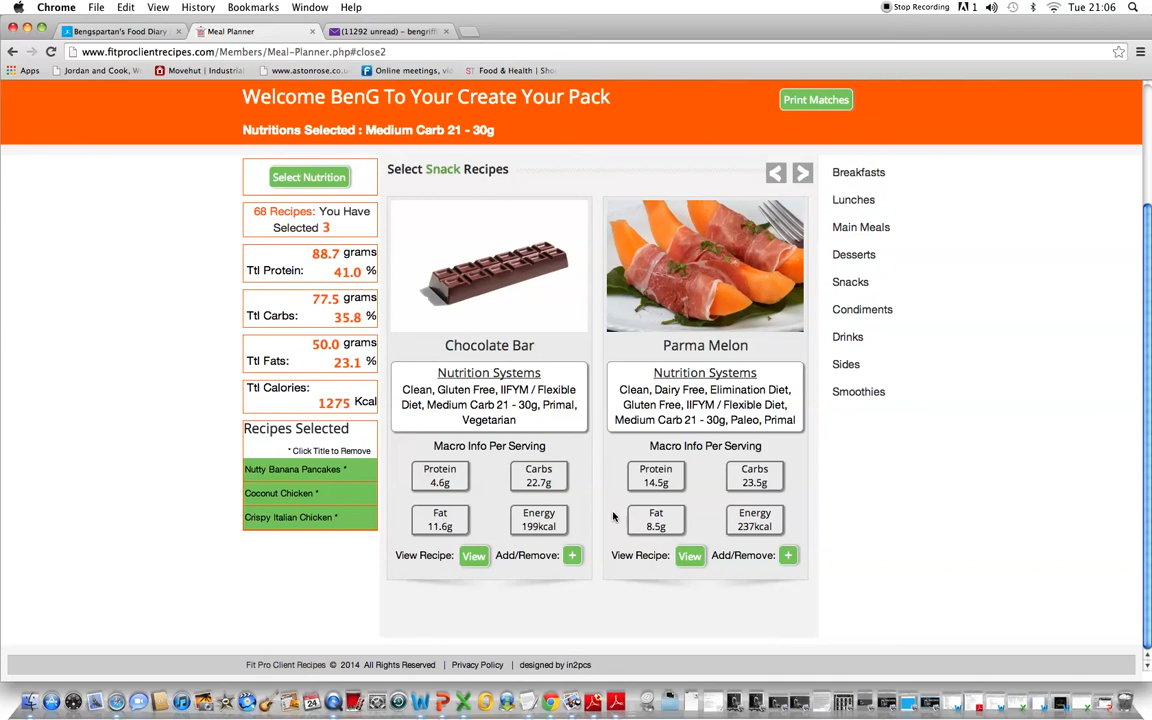 Chrome File Edit View History Bookmarks Window Help Stop Recording 1 Tue 21:06
Bengspartan's Food Diary Meal Planner (11292 unread) - bengriff
www.fitproclientrecipes.com/Members/Meal-Planner.php#close2
Apps Jordan and Cook, W Movehut | Industrial www.astonrose.co.u Online meetings, vi Food & Health | Sho
Welcome BenG To Your Create Your Pack
Print Matches
Nutritions Selected : Medium Carb 21 - 30g
Select Nutrition
68 Recipes: You Have
Selected 3
88.7 grams
Ttl Protein: 41.0 %
77.5 grams
Ttl Carbs: 35.8 %
50.0 grams
Ttl Fats: 23.1 %
Ttl Calories:
1275 Kcal
Recipes Selected
* Click Title to Remove
Nutty Banana Pancakes *
Coconut Chicken *
Crispy Italian Chicken *
Select Snack Recipes
< >
Chocolate Bar
Nutrition Systems
Clean, Gluten Free, IIFYM / Flexible
Diet, Medium Carb 21 - 30g, Primal,
Vegetarian
Macro Info Per Serving
Protein
4.6g
Carbs
22.7g
Fat
11.6g
Energy
199kcal
View Recipe: View Add/Remove: +
Parma Melon
Nutrition Systems
Clean, Dairy Free, Elimination Diet,
Gluten Free, IIFYM / Flexible Diet,
Medium Carb 21 - 30g, Paleo, Primal
Macro Info Per Serving
Protein
14.5g
Carbs
23.5g
Fat
8.5g
Energy
237kcal
View Recipe: View Add/Remove: +
Breakfasts
Lunches
Main Meals
Desserts
Snacks
Condiments
Drinks
Sides
Smoothies
Fit Pro Client Recipes © 2014 All Rights Reserved | Privacy Policy | designed by in2pcs